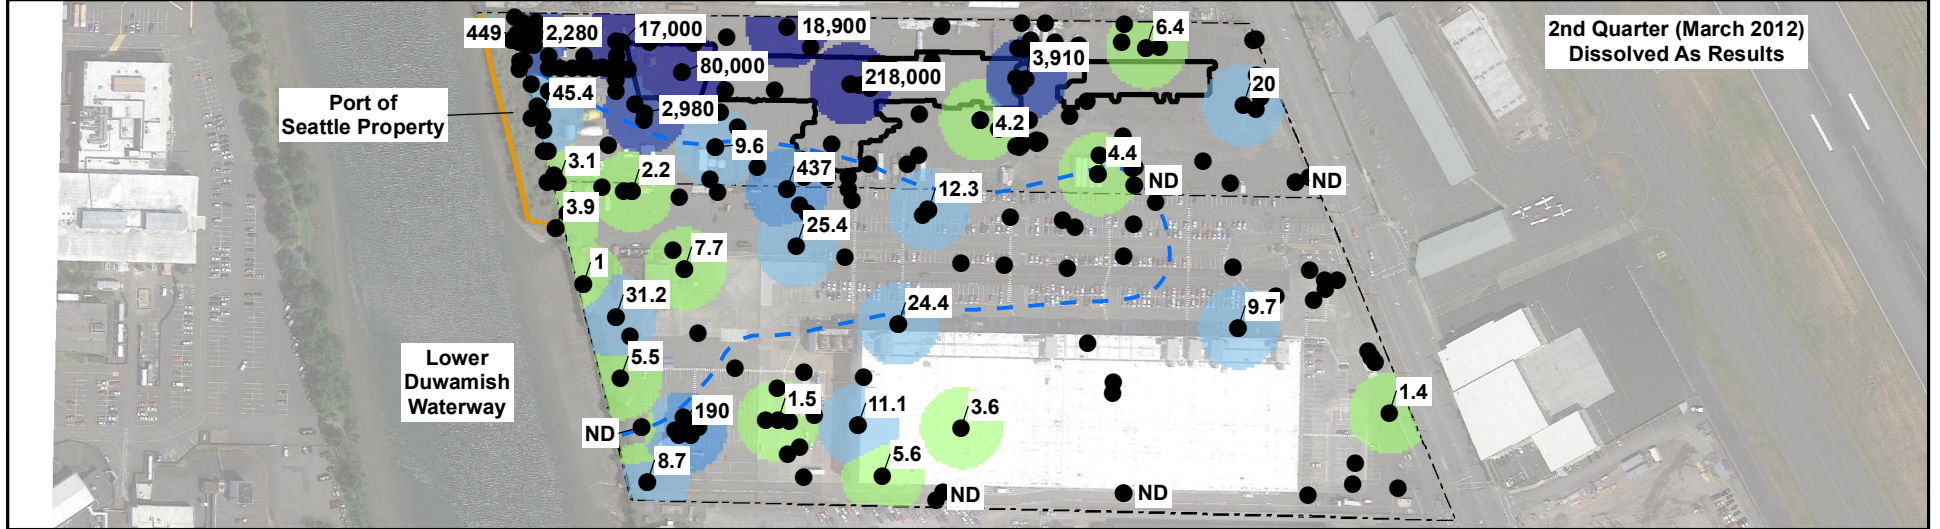 2nd Quarter (March 2012)
Dissolved As Results
449
2,280
17,000
18,900
6.4
3,910
80,000
218,000
20
45.4
2,980
Port of
Seattle Property
4.2
9.6
4.4
3.1
2.2
437
12.3
ND
ND
3.9
25.4
7.7
1
31.2
24.4
9.7
Lower
Duwamish
Waterway
5.5
190
1.5
11.1
3.6
1.4
ND
8.7
5.6
ND
ND